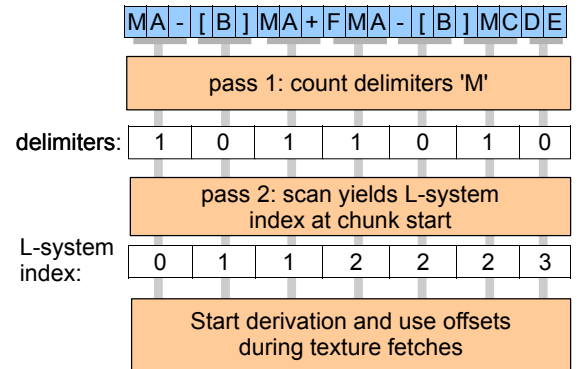 MA-[B]MA+FMA-[B]MCDE
pass 1: count delimiters 'M'
delimiters: 1 0 1 1 0 1 0
pass 2: scan yields L-system
index at chunk start
L-system
index: 0 1 1 2 2 2 3
Start derivation and use offsets
during texture fetches